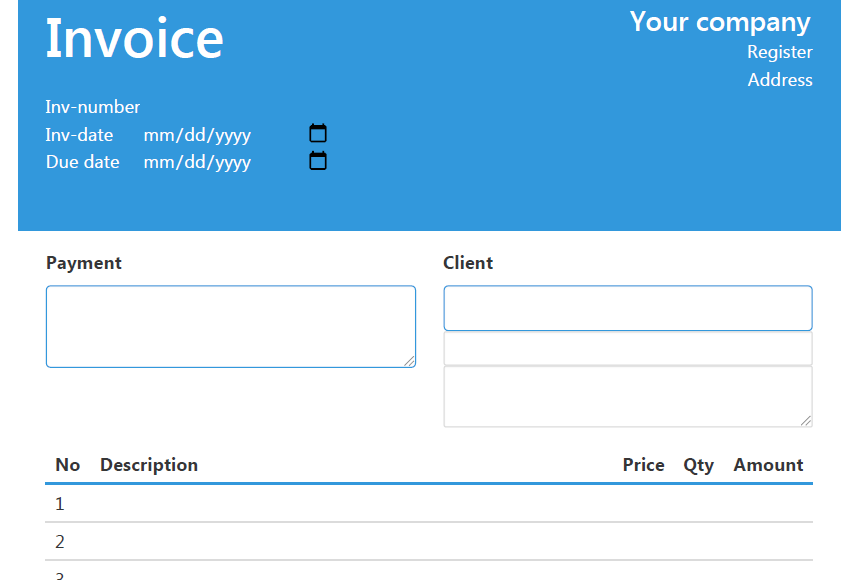 Invoice
Your company
Register
Address
Inv-number
Inv-date mm/dd/yyyy
Due date mm/dd/yyyy
Payment
Client
No Description Price Qty Amount
1
2
3